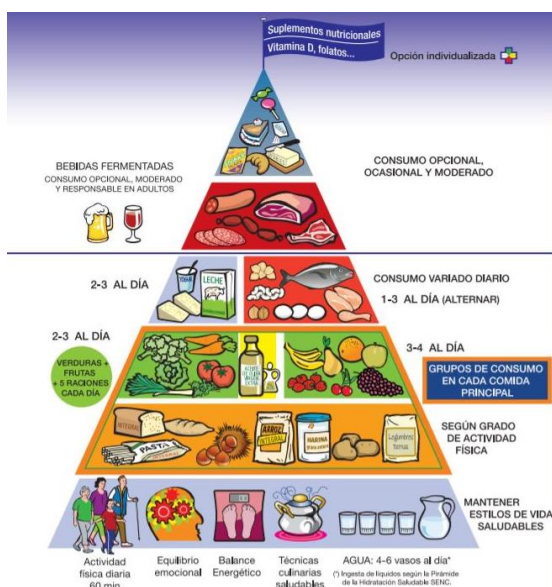 Suplementos nutricionales
Vitamina D, folatos...
Opción individualizada
BEBIDAS FERMENTADAS
CONSUMO OPCIONAL, MODERADO
Y RESPONSABLE EN ADULTOS
CONSUMO OPCIONAL,
OCASIONAL Y MODERADO
2-3 AL DÍA
LECHE
CONSUMO VARIADO DIARIO
1-3 AL DÍA (ALTERNAR)
2-3 AL DÍA
VERDURAS +
FRUTAS
+ 5 RACIONES
CADA DÍA
ACEITE
DE OLIVA
VIRGEN
EXTRA
3-4 AL DÍA
GRUPOS DE CONSUMO
EN CADA COMIDA
PRINCIPAL
INTEGRAL
PASTA
INTEGRAL
ARROZ
INTEGRAL
HARINA
INTEGRAL
Legumbres
tiernas
SEGÚN GRADO
DE ACTIVIDAD
FÍSICA
MANTENER
ESTILOS DE VIDA
SALUDABLES
Actividad
física diaria
60 min
Equilibrio
emocional
Balance
Energético
Técnicas
culinarias
saludables
AGUA: 4-6 vasos al día*
(*) Ingesta de líquidos según la Pirámide
de la Hidratación Saludable SENC.